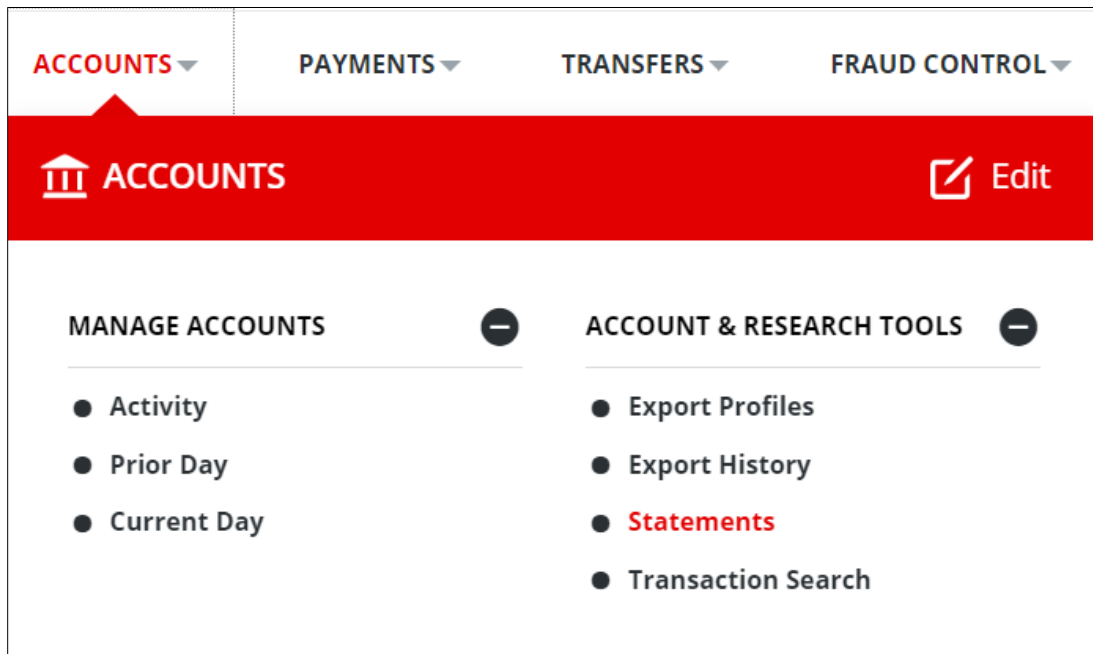 ACCOUNTS PAYMENTS TRANSFERS FRAUD CONTROL
ACCOUNTS Edit
MANAGE ACCOUNTS
Activity
Prior Day
Current Day
ACCOUNT & RESEARCH TOOLS
Export Profiles
Export History
Statements
Transaction Search